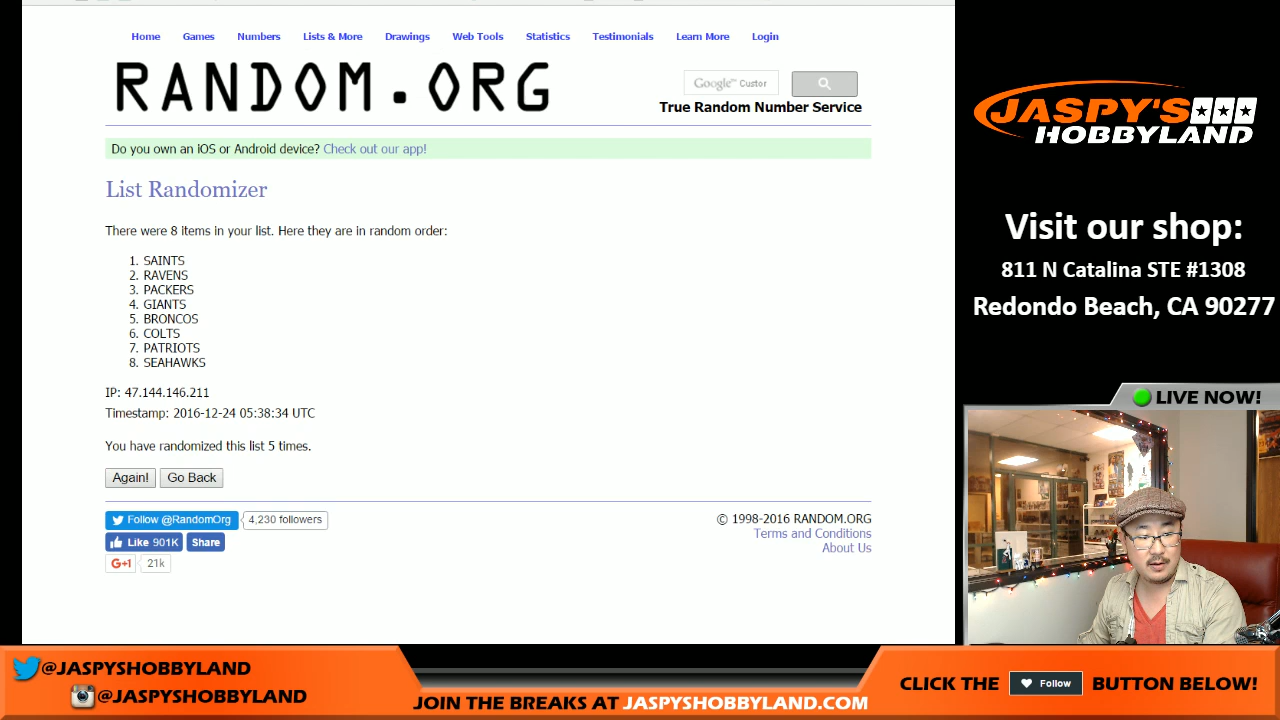 Home Games Numbers Lists & More Drawings Web Tools Statistics Testimonials Learn More Login
RANDOM.ORG
Google™ Custor
True Random Number Service
Do you own an iOS or Android device? Check out our app!
List Randomizer
There were 8 items in your list. Here they are in random order:
1. SAINTS
2. RAVENS
3. PACKERS
4. GIANTS
5. BRONCOS
6. COLTS
7. PATRIOTS
8. SEAHAWKS
IP: 47.144.146.211
Timestamp: 2016-12-24 05:38:34 UTC
You have randomized this list 5 times.
Again! Go Back
Follow @RandomOrg 4,230 followers
Like 901K Share
G+1 21k
© 1998-2016 RANDOM.ORG
Terms and Conditions
About Us
JASPY'S
HOBBYLAND
Visit our shop:
811 N Catalina STE #1308
Redondo Beach, CA 90277
LIVE NOW!
@JASPYSHOBBYLAND
@JASPYSHOBBYLAND
JOIN THE BREAKS AT JASPYSHOBBYLAND.COM
CLICK THE Follow BUTTON BELOW!